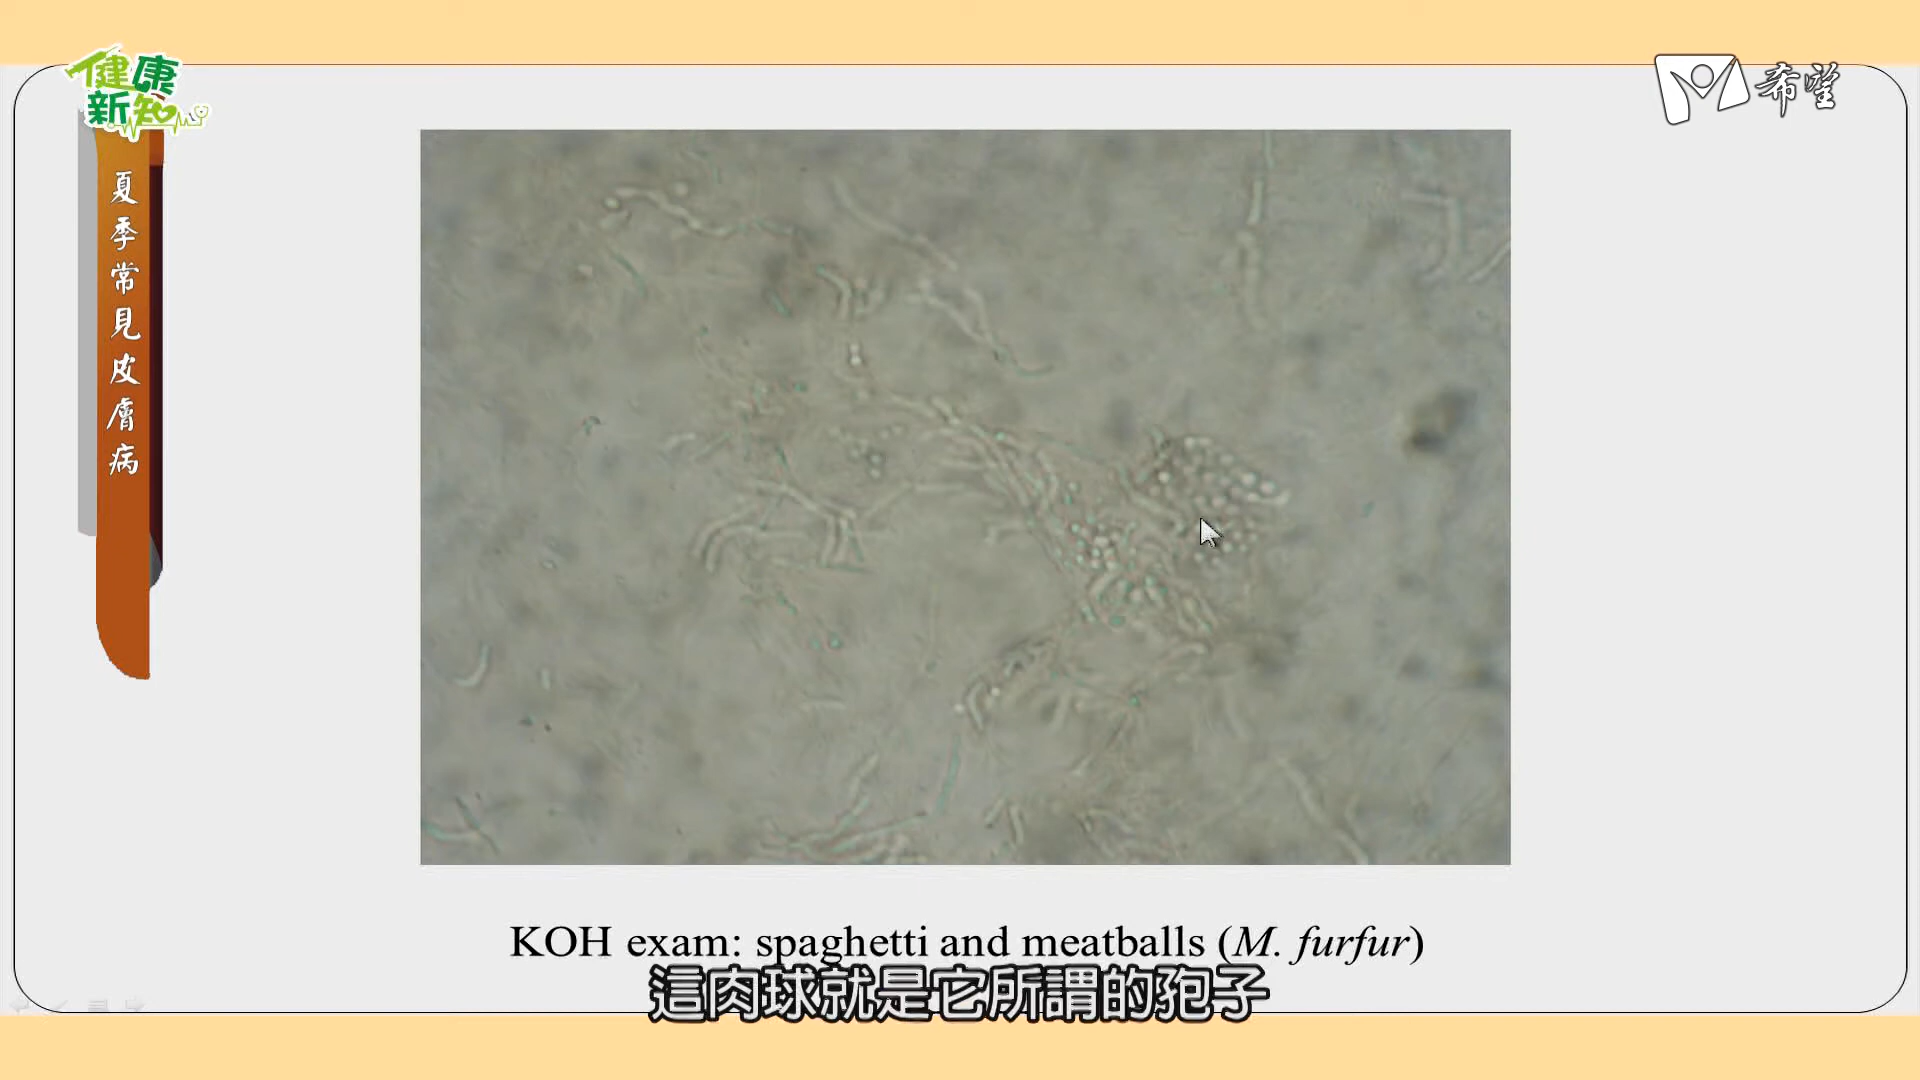 健康
新知
希望
夏季常見皮膚病
KOH exam: spaghetti and meatballs (M. furfur)
這肉球就是它所謂的孢子